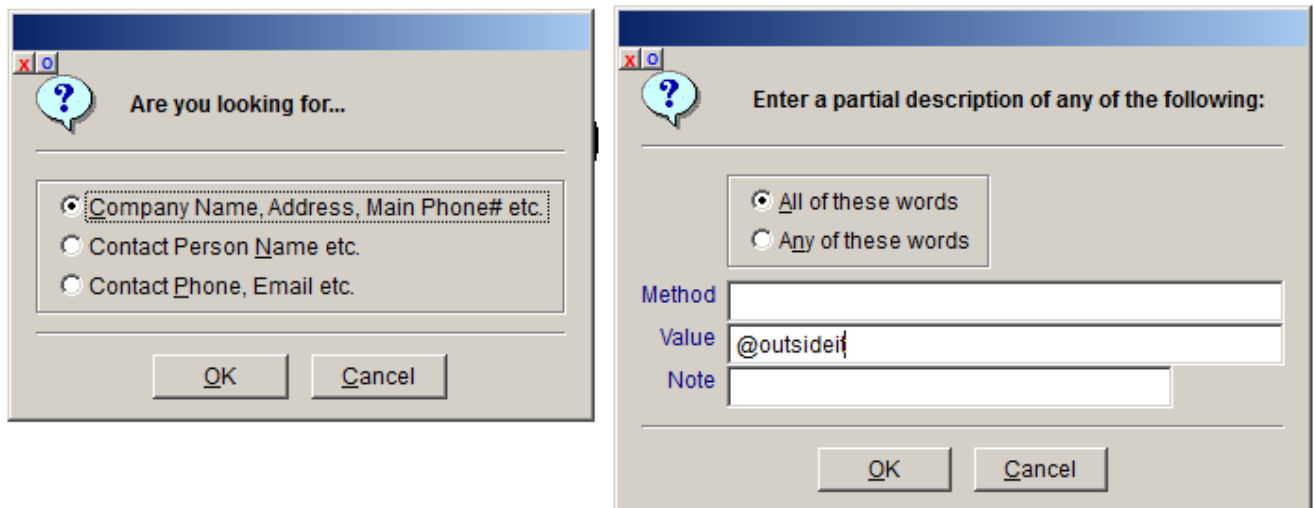 X O
?
Are you looking for...
Company Name, Address, Main Phone# etc.
Contact Person Name etc.
Contact Phone, Email etc.
OK Cancel
X O
?
Enter a partial description of any of the following:
All of these words
Any of these words
Method
Value @outsideit
Note
OK Cancel